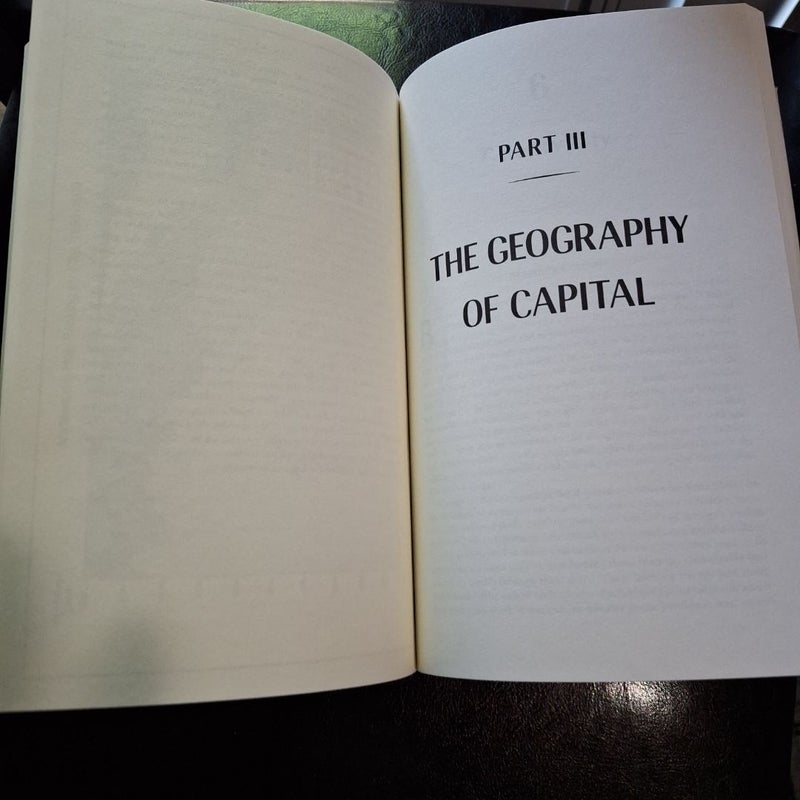 PART III
THE GEOGRAPHY
OF CAPITAL